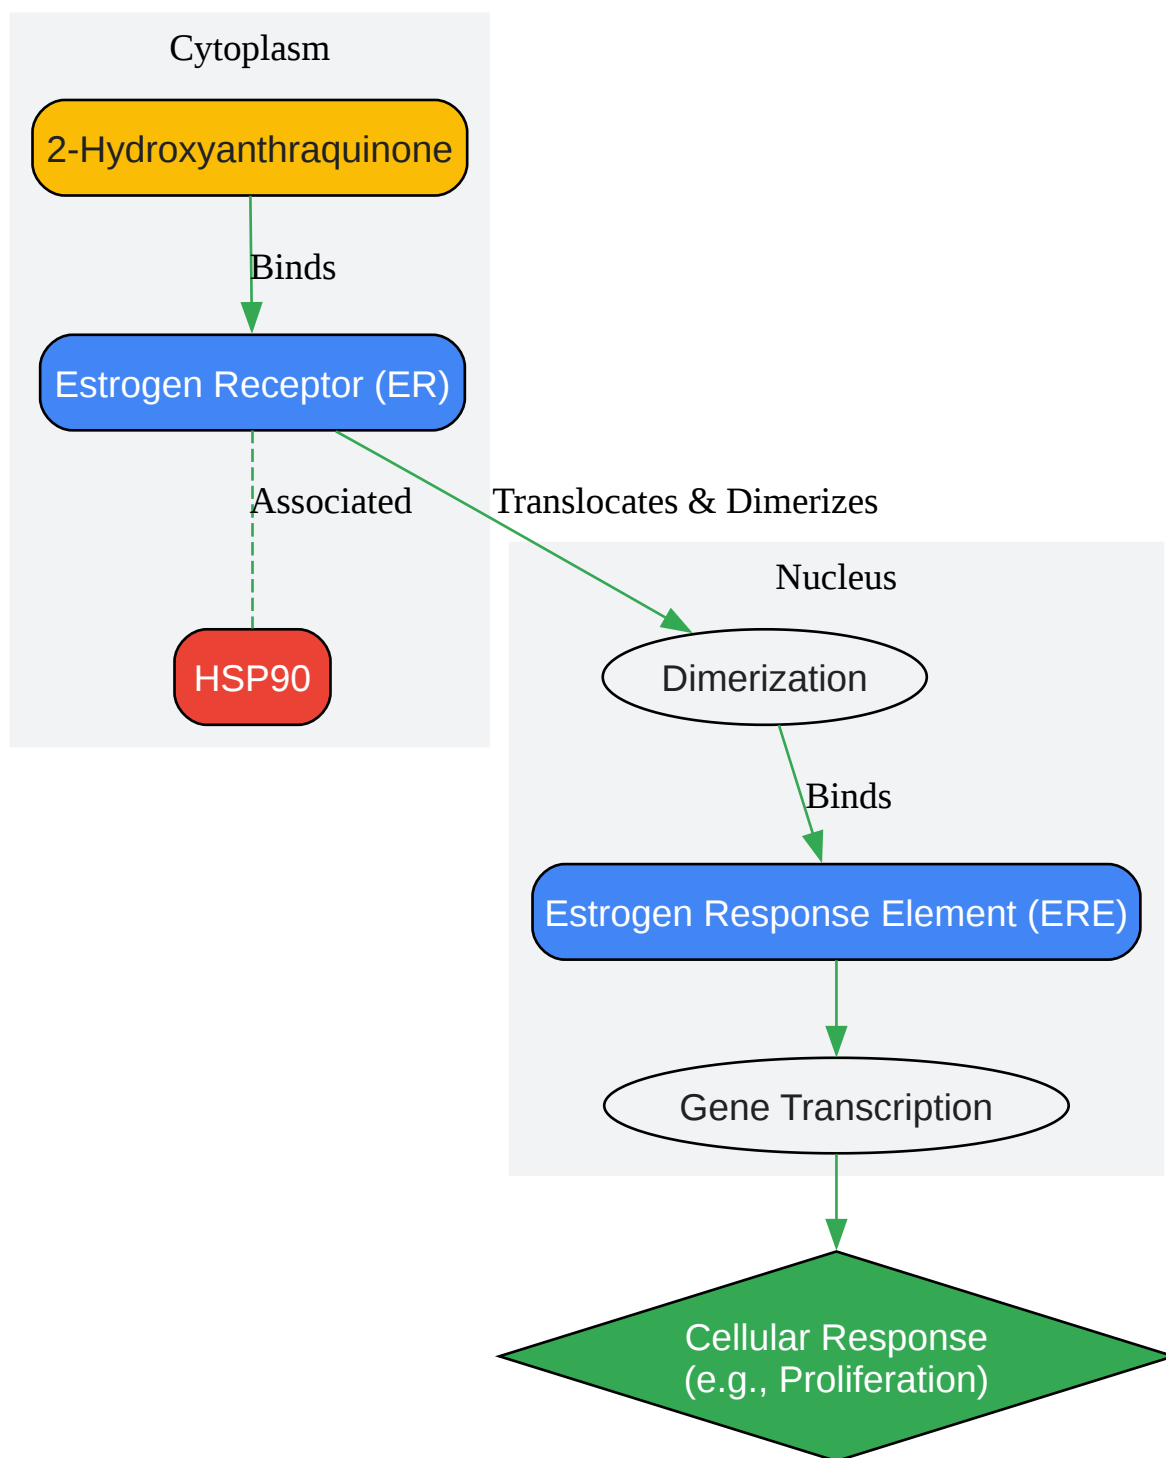 Cytoplasm
2-Hydroxyanthraquinone
Binds
Estrogen Receptor (ER)
Associated
Translocates & Dimerizes
Nucleus
HSP90
Dimerization
Binds
Estrogen Response Element (ERE)
Gene Transcription
Cellular Response
(e.g., Proliferation)